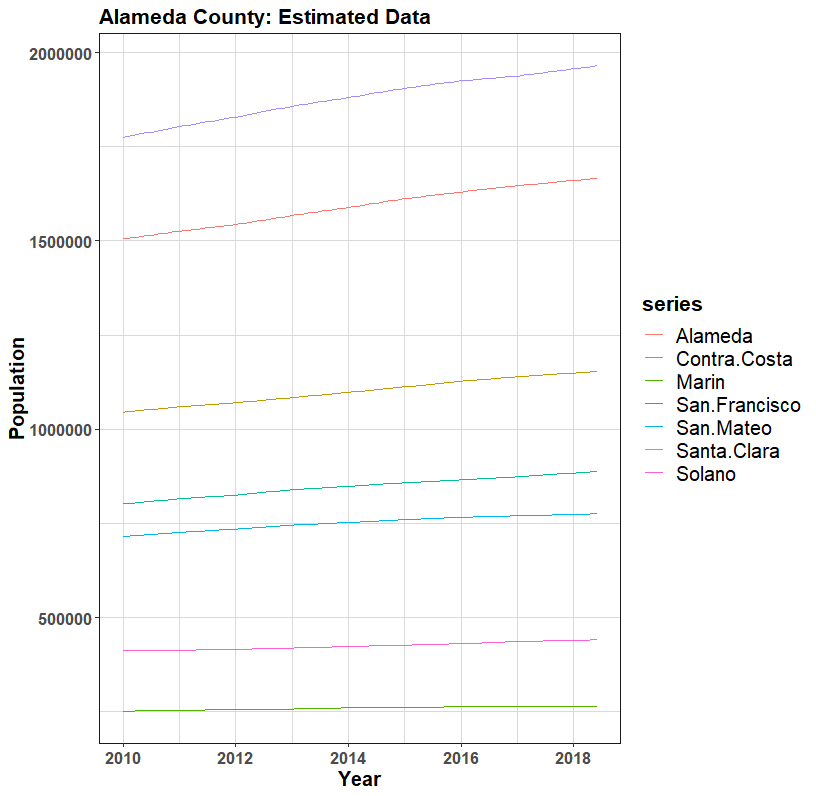 Alameda County: Estimated Data
2000000
1500000
1000000
500000
Population
2010 2012 2014 2016 2018
Year
series
Alameda
Contra.Costa
Marin
San.Francisco
San.Mateo
Santa.Clara
Solano